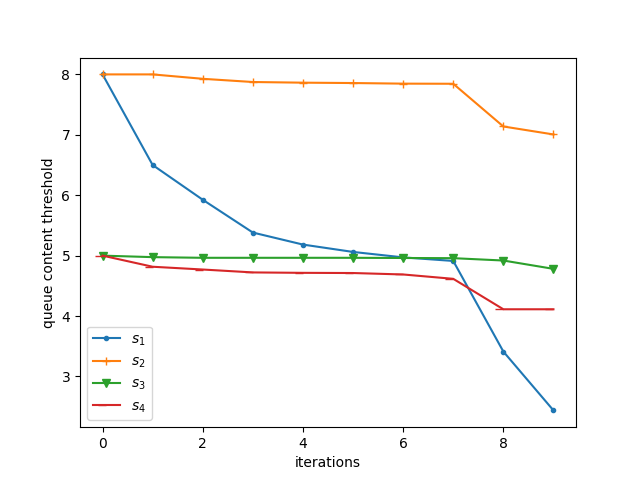 8
7
6
5
4
3
queue content threshold
s₁
s₂
s₃
s₄
0 2 4 6 8
iterations